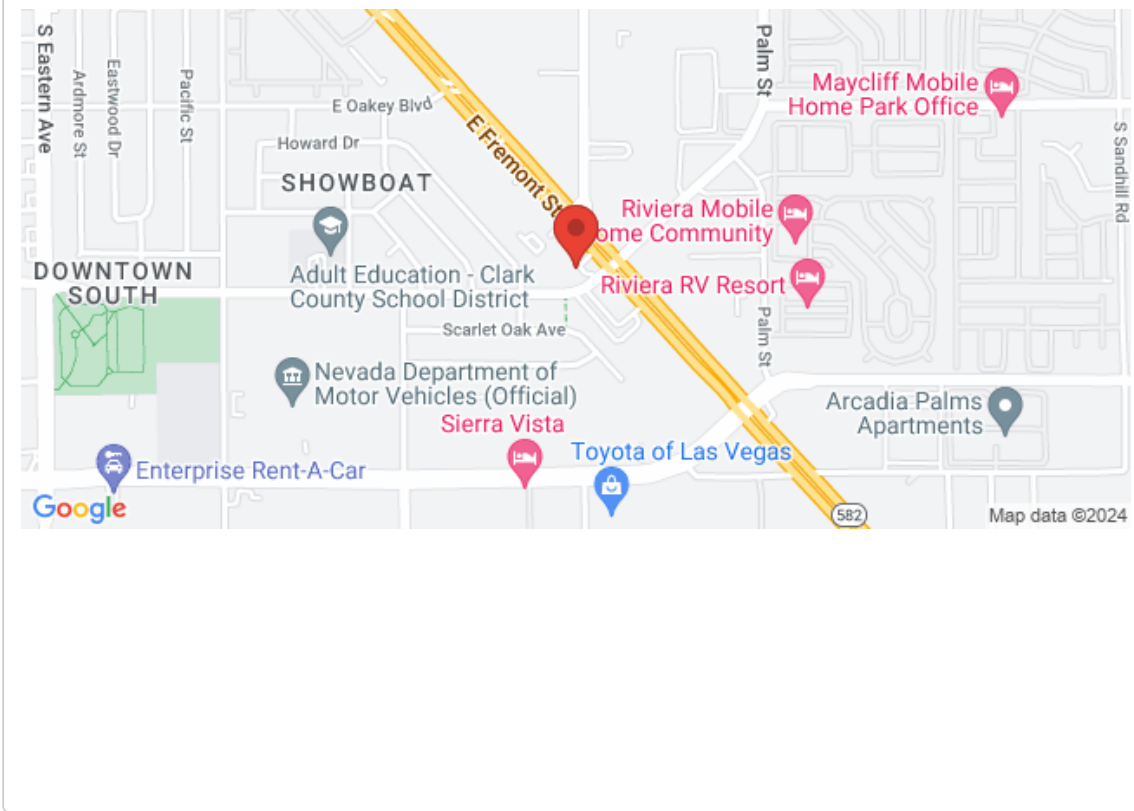 S Eastern Ave
Ardmore St
Eastwood Dr
Pacific St
E Oakey Blvd
Howard Dr
SHOWBOAT
E Fremont St
Palm St
Maycliff Mobile
Home Park Office
S Sandhill Rd
Riviera Mobile
ome Community
Riviera RV Resort
DOWNTOWN
SOUTH
Adult Education - Clark
County School District
Scarlet Oak Ave
Palm St
Nevada Department of
Motor Vehicles (Official)
Sierra Vista
Arcadia Palms
Apartments
Enterprise Rent-A-Car
Toyota of Las Vegas
Google
582
Map data ©2024